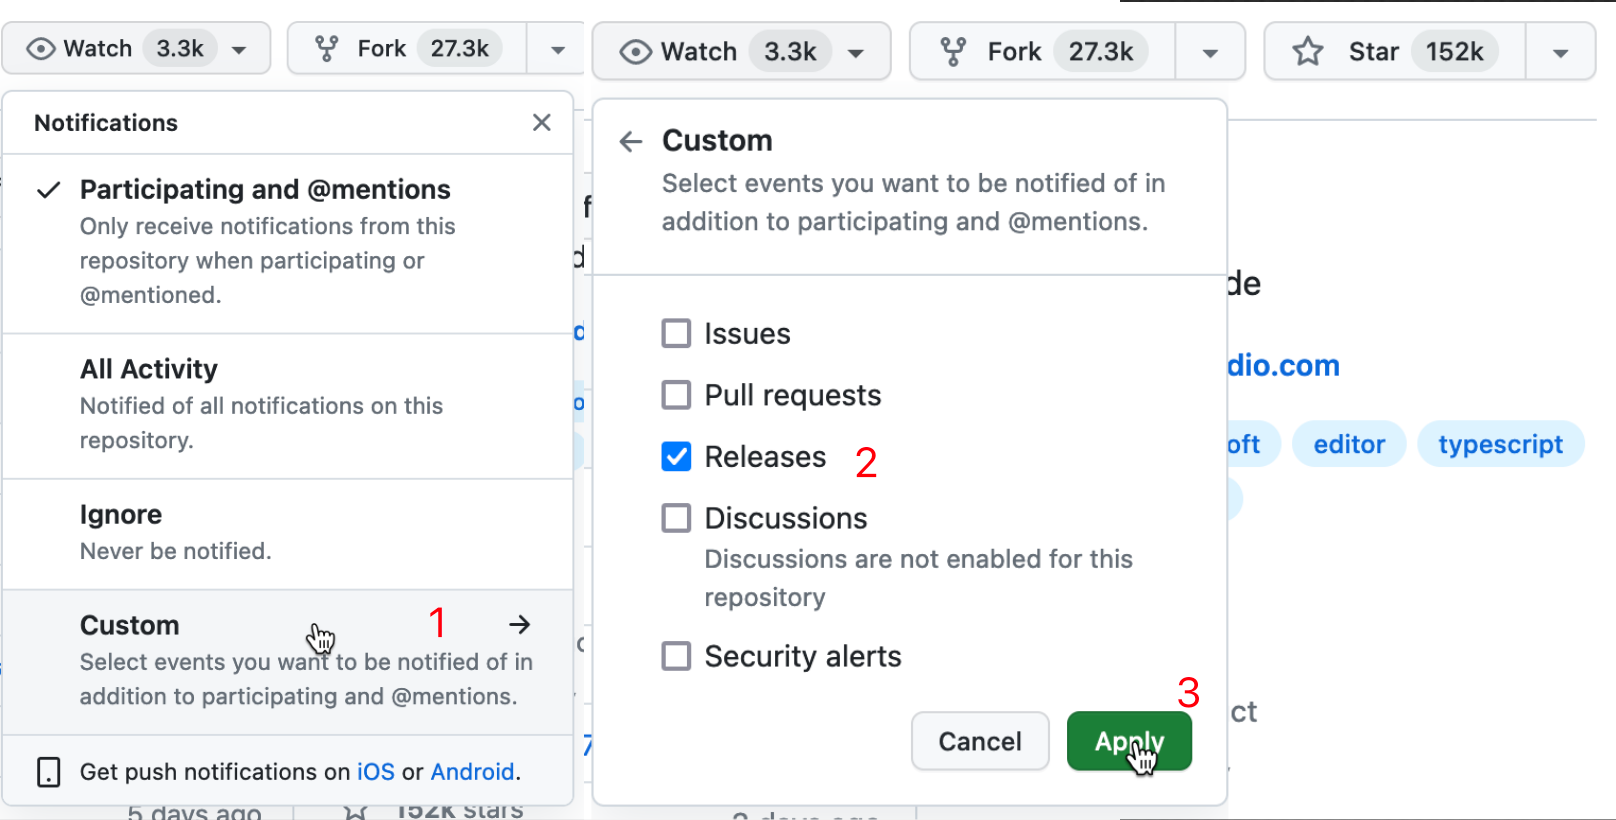 Watch 3.3k
Fork 27.3k
Notifications
Participating and @mentions
Only receive notifications from this
repository when participating or
@mentioned.
All Activity
Notified of all notifications on this
repository.
Ignore
Never be notified.
Custom 1
Select events you want to be notified of in
addition to participating and @mentions.
Get push notifications on iOS or Android.
5 days ago 152k stars
Watch 3.3k
Fork 27.3k
Star 152k
Custom
Select events you want to be notified of in
addition to participating and @mentions.
Issues
Pull requests
Releases 2
Discussions
Discussions are not enabled for this
repository
Security alerts
3
Cancel Apply
de
dio.com
oft editor typescript
ct